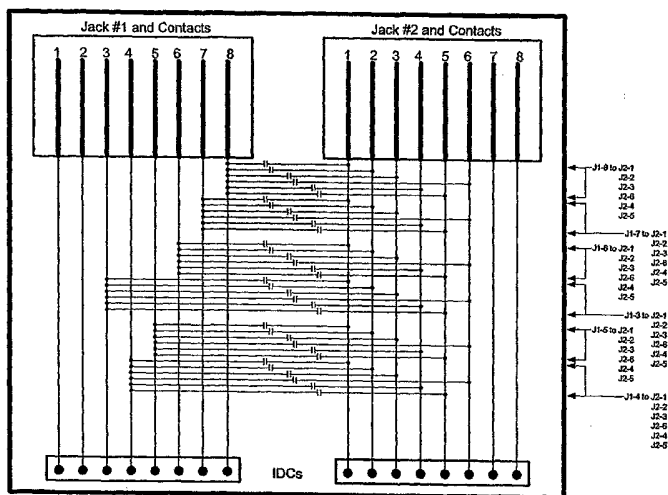 Jack #1 and Contacts
1 2 3 4 5 6 7 8
Jack #2 and Contacts
1 2 3 4 5 6 7 8
J1-8 to J2-1
J2-2
J2-3
J2-6
J2-4
J2-5
J1-7 to J2-1
J2-2
J2-3
J2-6
J2-4
J2-5
J1-6 to J2-1
J2-2
J2-3
J2-6
J2-4
J2-5
J1-3 to J2-1
J2-2
J2-3
J2-6
J2-4
J2-5
J1-5 to J2-1
J2-2
J2-3
J2-6
J2-4
J2-5
J1-4 to J2-1
J2-2
J2-3
J2-6
J2-4
J2-5
IDCs